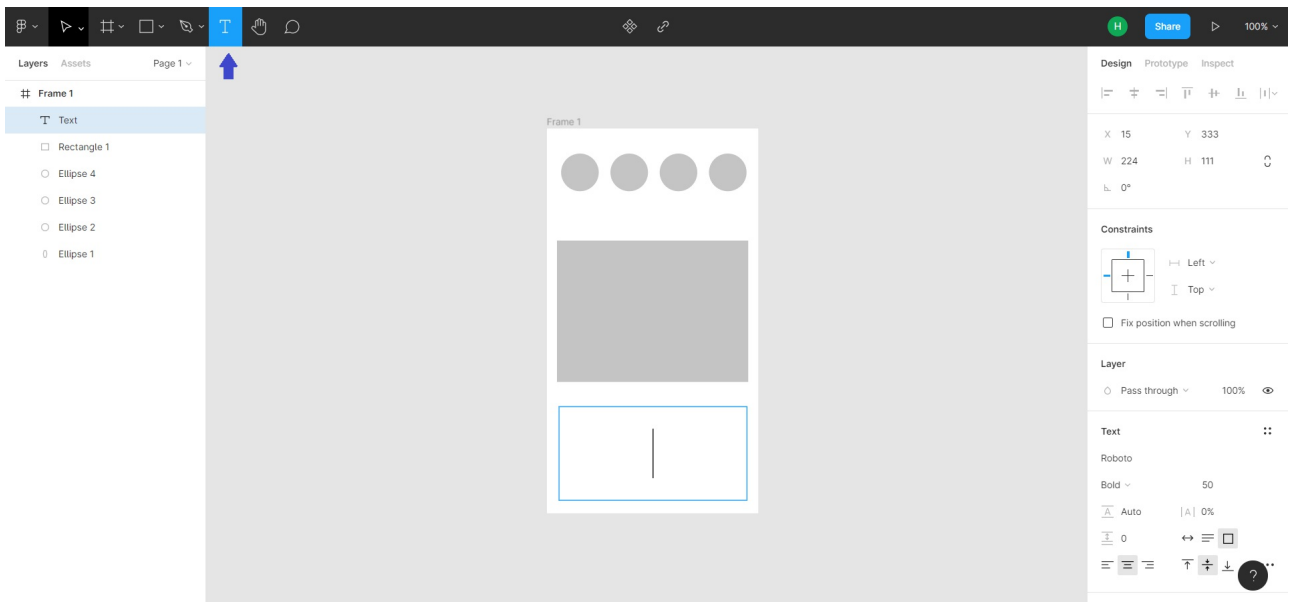 T
H
Share
100%
Layers Assets Page 1
Design Prototype Inspect
Frame 1
T Text
Rectangle 1
Ellipse 4
Ellipse 3
Ellipse 2
Ellipse 1
Frame 1
X 15 Y 333
W 224 H 111
0°
Constraints
Left
Top
Fix position when scrolling
Layer
Pass through 100%
Text
Roboto
Bold 50
A Auto |A| 0%
0
?